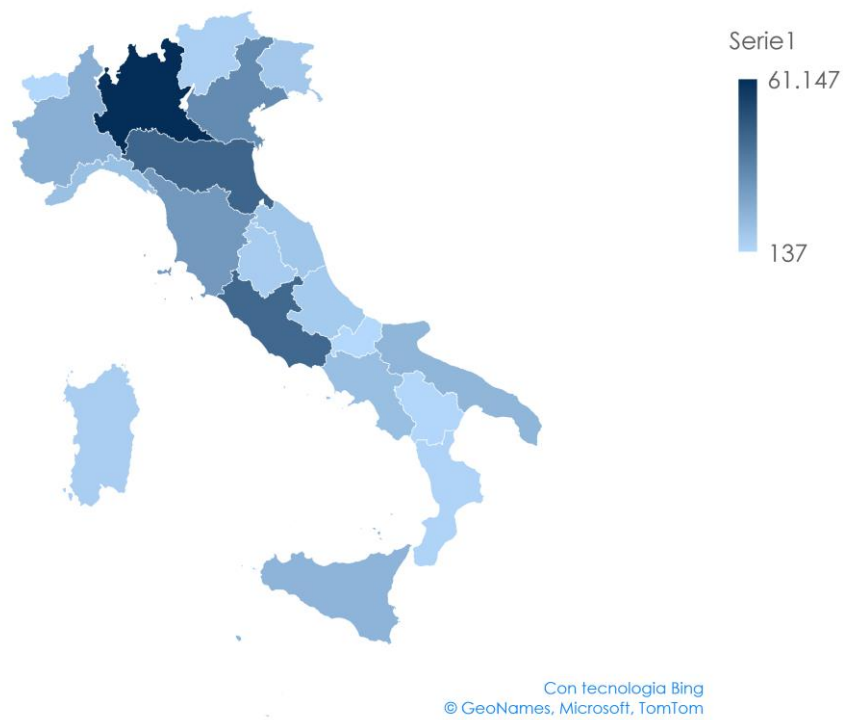 Serie1
61.147
137
Con tecnologia Bing
© GeoNames, Microsoft, TomTom